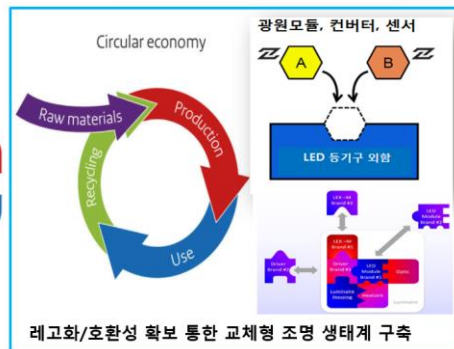 Circular economy
Raw materials
Production
Recycling
Use
광원모듈, 컨버터, 센서
A
B
LED 등기구 외함
LED Module
Brand #1
Optic
Luminaire
Housing
레고화/호환성 확보 통한 교체형 조명 생태계 구축